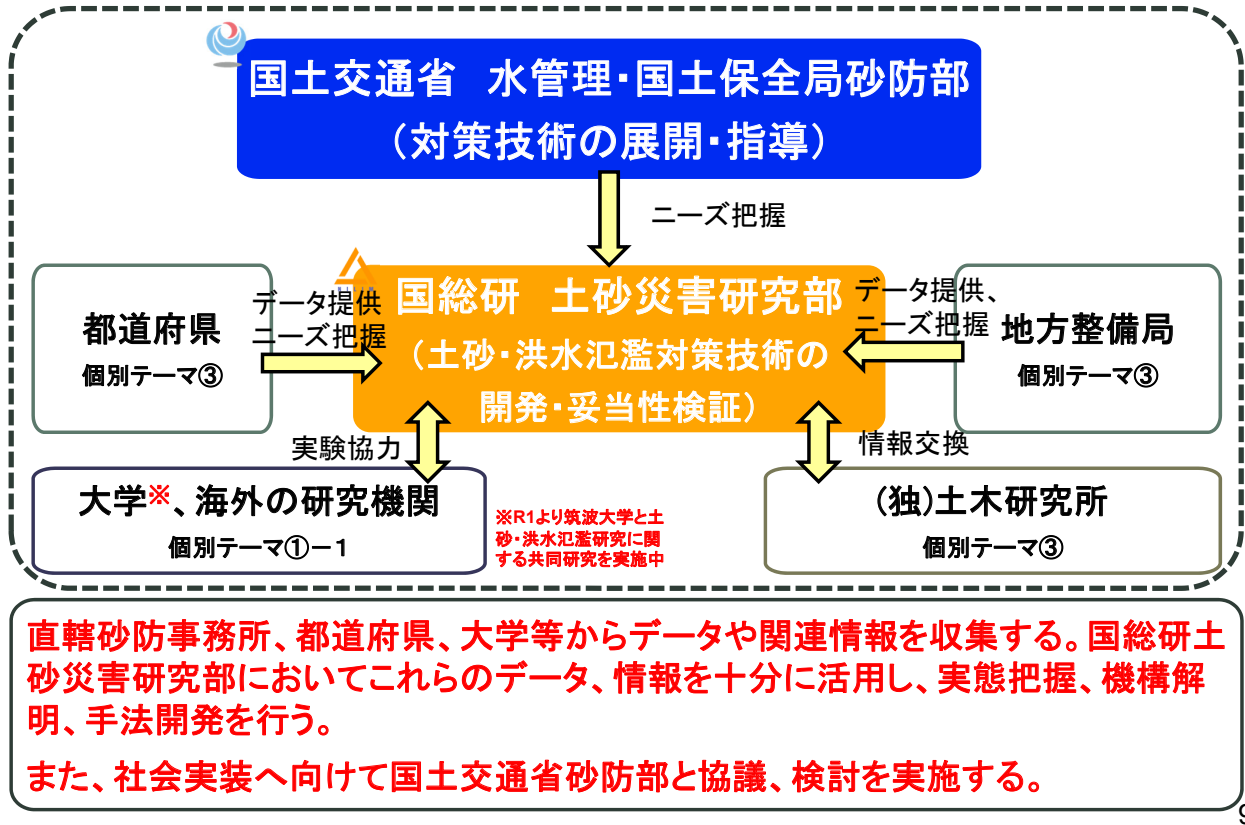 国土交通省　水管理・国土保全局砂防部
（対策技術の展開・指導）
ニーズ把握
都道府県
個別テーマ③
データ提供
ニーズ把握
国総研　土砂災害研究部
（土砂・洪水氾濫対策技術の
開発・妥当性検証）
データ提供、
ニーズ把握
地方整備局
個別テーマ③
実験協力
情報交換
大学※、海外の研究機関
個別テーマ①－1
※R1より筑波大学と土
砂・洪水氾濫研究に関
する共同研究を実施中
（独）土木研究所
個別テーマ③
直轄砂防事務所、都道府県、大学等からデータや関連情報を収集する。国総研土
砂災害研究部においてこれらのデータ、情報を十分に活用し、実態把握、機構解
明、手法開発を行う。
また、社会実装へ向けて国土交通省砂防部と協議、検討を実施する。
9